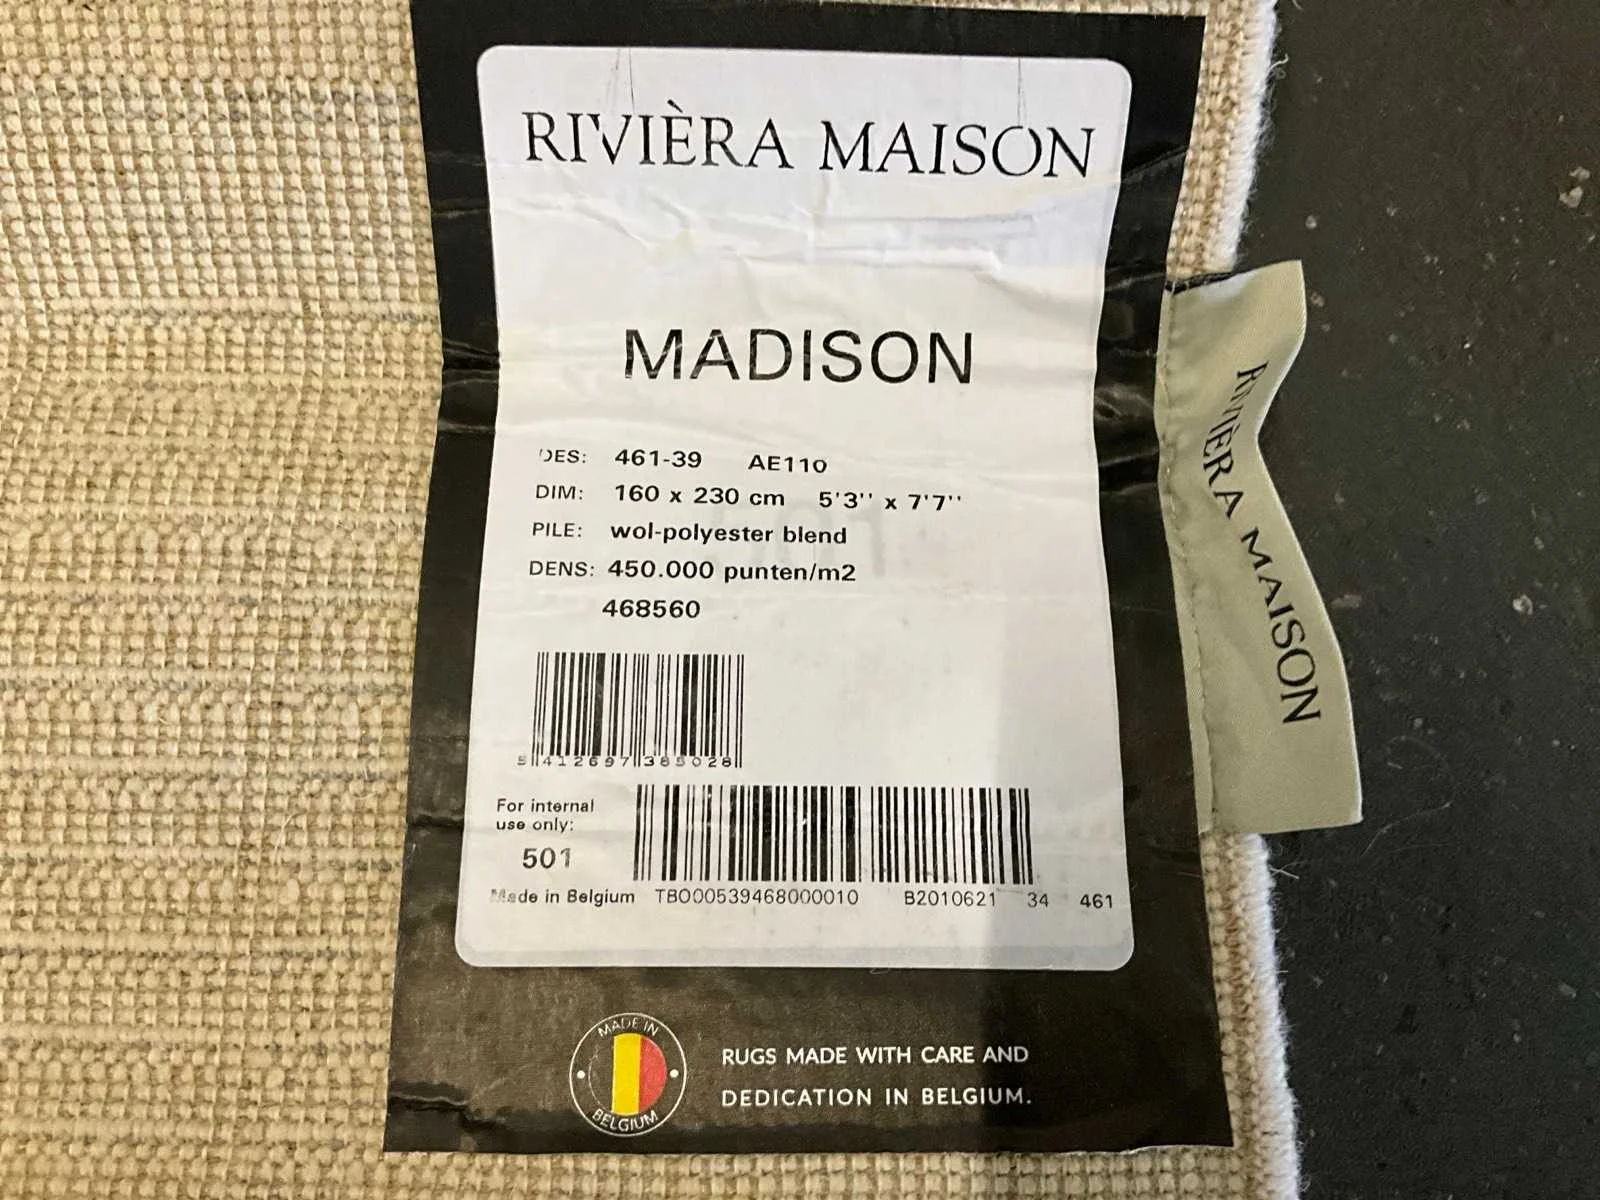 RIVIÈRA MAISON
MADISON
DES: 461-39 AE110
DIM: 160 x 230 cm 5'3'' x 7'7''
PILE: wol-polyester blend
DENS: 450.000 punten/m2
468560
5 412697 385028
For internal
use only:
501
Made in Belgium TB000539468000010 B2010621 34 461
MADE IN
BELGIUM
RUGS MADE WITH CARE AND
DEDICATION IN BELGIUM.
RIVIÈRA MAISON